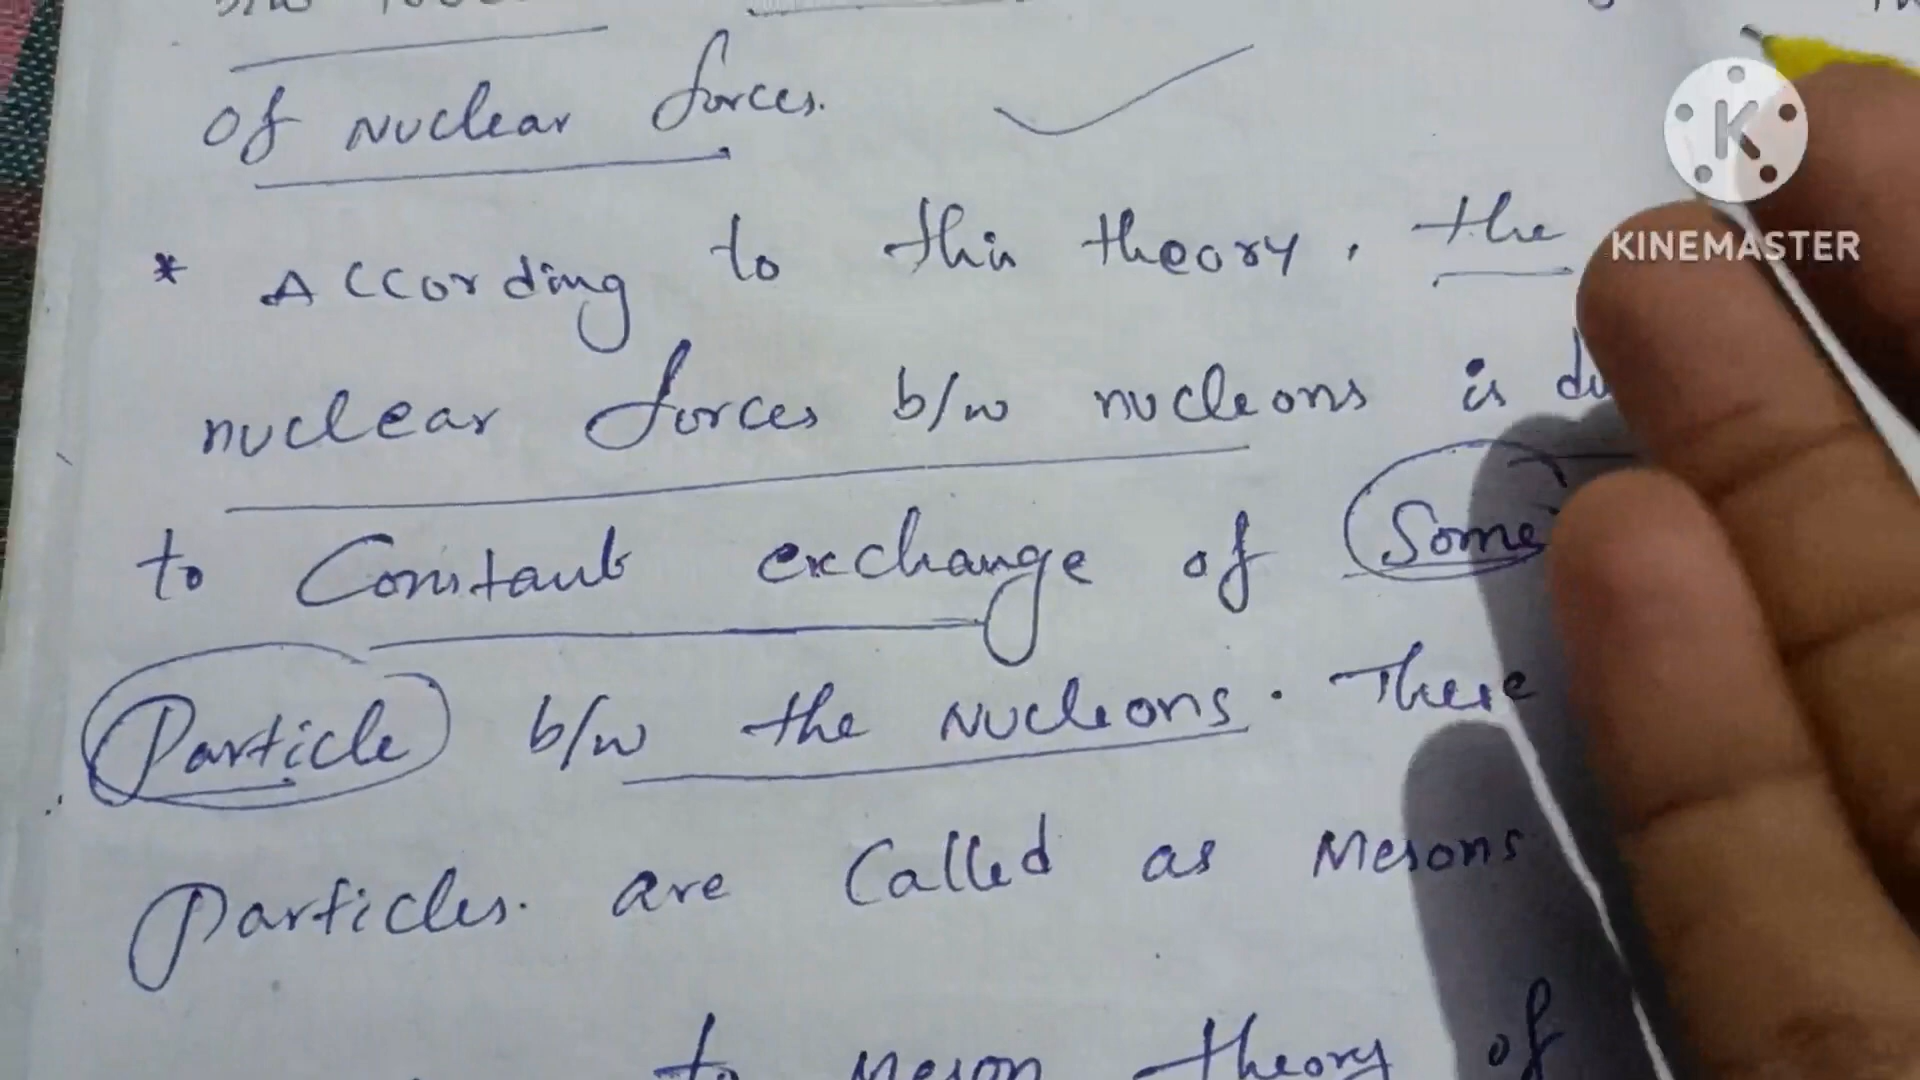 of nuclear forces.
* According to this theory, the
nuclear forces b/w nucleons is
to Constant exchange of Some
Particle b/w the nucleons. These
Particles. are called as mesons
to meson theory of
KINEMASTER